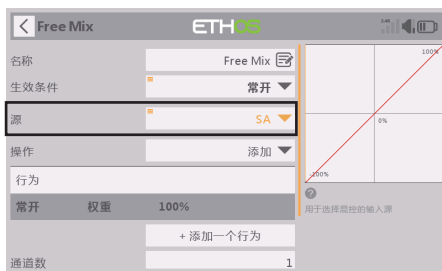 Free Mix
ETHOS
2.4G
名称
Free Mix
生效条件
常开
源
SA
操作
添加
行为
常开 权重 100%
+ 添加一个行为
通道数
1
100%
0%
-100%
用于选择混控的输入源